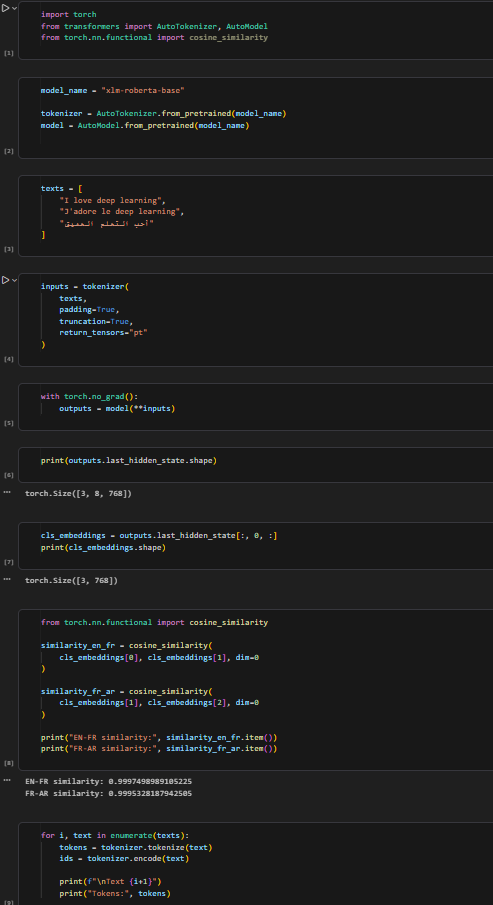 import torch
from transformers import AutoTokenizer, AutoModel
from torch.nn.functional import cosine_similarity
[1]
model_name = "xlm-roberta-base"
tokenizer = AutoTokenizer.from_pretrained(model_name)
model = AutoModel.from_pretrained(model_name)
[2]
texts = [
"I love deep learning",
"J'adore le deep learning",
"أحب التعلم العميق"
]
[3]
inputs = tokenizer(
texts,
padding=True,
truncation=True,
return_tensors="pt"
)
[4]
with torch.no_grad():
outputs = model(**inputs)
[5]
print(outputs.last_hidden_state.shape)
[6]
torch.Size([3, 8, 768])
cls_embeddings = outputs.last_hidden_state[:, 0, :]
print(cls_embeddings.shape)
[7]
torch.Size([3, 768])
from torch.nn.functional import cosine_similarity
similarity_en_fr = cosine_similarity(
cls_embeddings[0], cls_embeddings[1], dim=0
)
similarity_fr_ar = cosine_similarity(
cls_embeddings[1], cls_embeddings[2], dim=0
)
print("EN-FR similarity:", similarity_en_fr.item())
print("FR-AR similarity:", similarity_fr_ar.item())
[8]
EN-FR similarity: 0.9997498989105225
FR-AR similarity: 0.9995328187942505
for i, text in enumerate(texts):
tokens = tokenizer.tokenize(text)
ids = tokenizer.encode(text)
print(f"\nText {i+1}")
print("Tokens:", tokens)
[9]